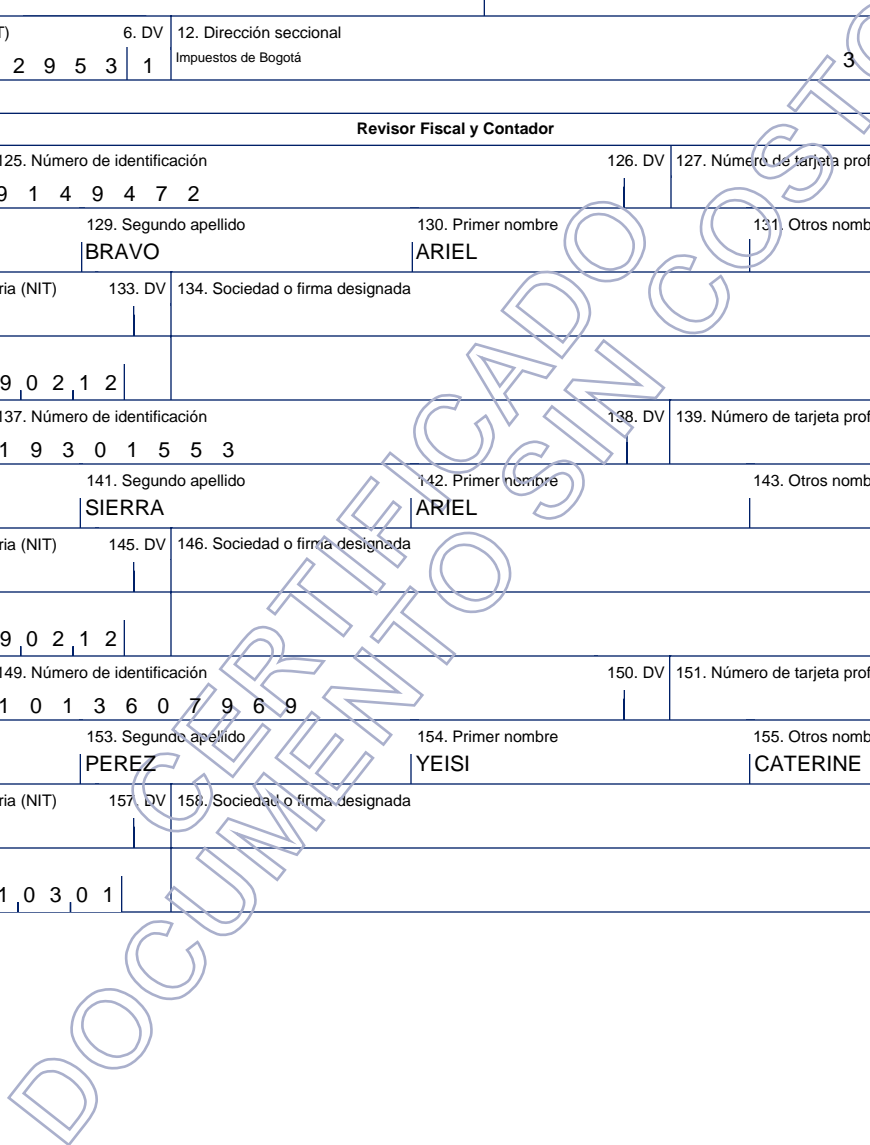 T) 6. DV 12. Dirección seccional
2 9 5 3 1 Impuestos de Bogotá 3
Revisor Fiscal y Contador
125. Número de identificación 126. DV 127. Número de tarjeta prof
9 1 4 9 4 7 2
129. Segundo apellido 130. Primer nombre 131. Otros nomb
BRAVO ARIEL
ria (NIT) 133. DV 134. Sociedad o firma designada
9 0 2 1 2
137. Número de identificación 138. DV 139. Número de tarjeta prof
1 9 3 0 1 5 5 3
141. Segundo apellido 142. Primer nombre 143. Otros nomb
SIERRA ARIEL
ria (NIT) 145. DV 146. Sociedad o firma designada
9 0 2 1 2
149. Número de identificación 150. DV 151. Número de tarjeta prof
1 0 1 3 6 0 7 9 6 9
153. Segundo apellido 154. Primer nombre 155. Otros nomb
PEREZ YEISI CATERINE
ria (NIT) 157. DV 158. Sociedad o firma designada
1 0 3 0 1
CERTIFICADO
DOCUMENTO SIN COSTO